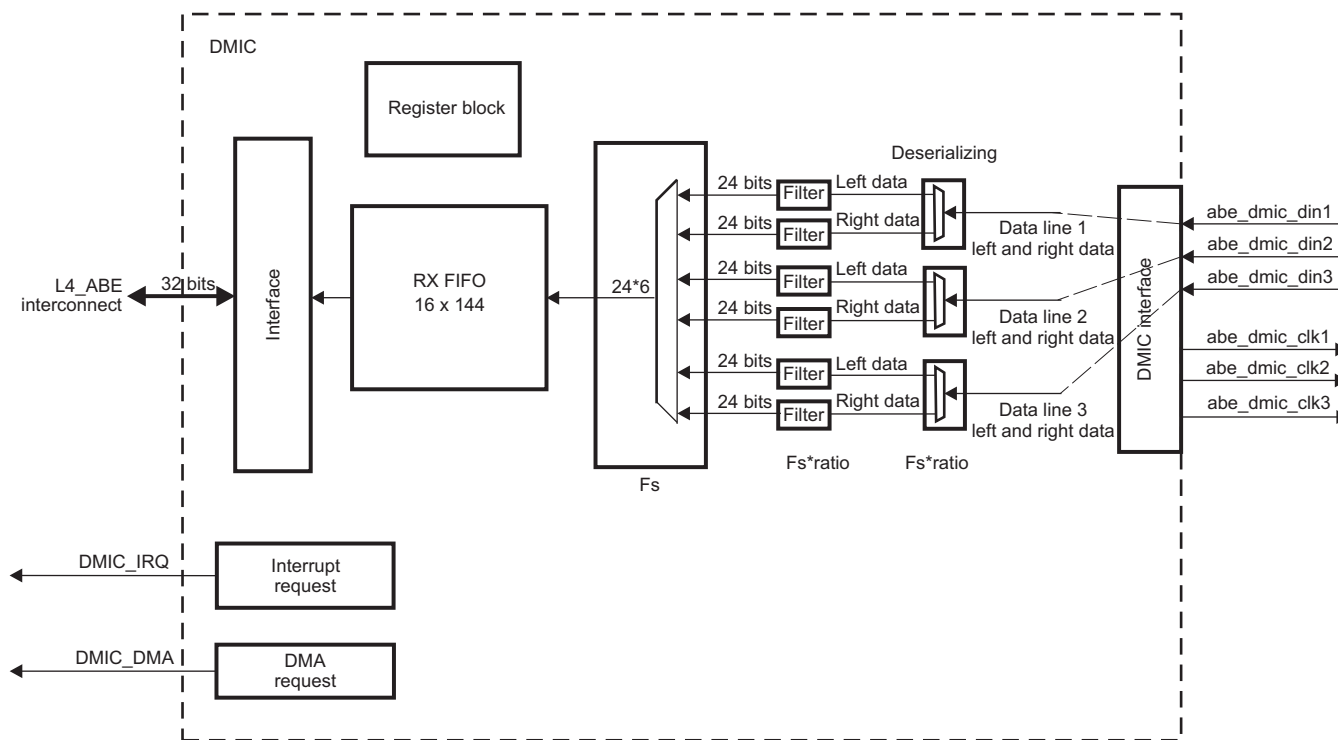 DMIC
Register block
Deserializing
L4_ABE
interconnect
32 bits
Interface
RX FIFO
16 x 144
24*6
24 bits
Filter
Left data
24 bits
Filter
Right data
Data line 1
left and right data
24 bits
Filter
Left data
24 bits
Filter
Right data
Data line 2
left and right data
24 bits
Filter
Left data
24 bits
Filter
Right data
Data line 3
left and right data
Fs
Fs*ratio
Fs*ratio
DMIC interface
abe_dmic_din1
abe_dmic_din2
abe_dmic_din3
abe_dmic_clk1
abe_dmic_clk2
abe_dmic_clk3
DMIC_IRQ
Interrupt
request
DMIC_DMA
DMA
request